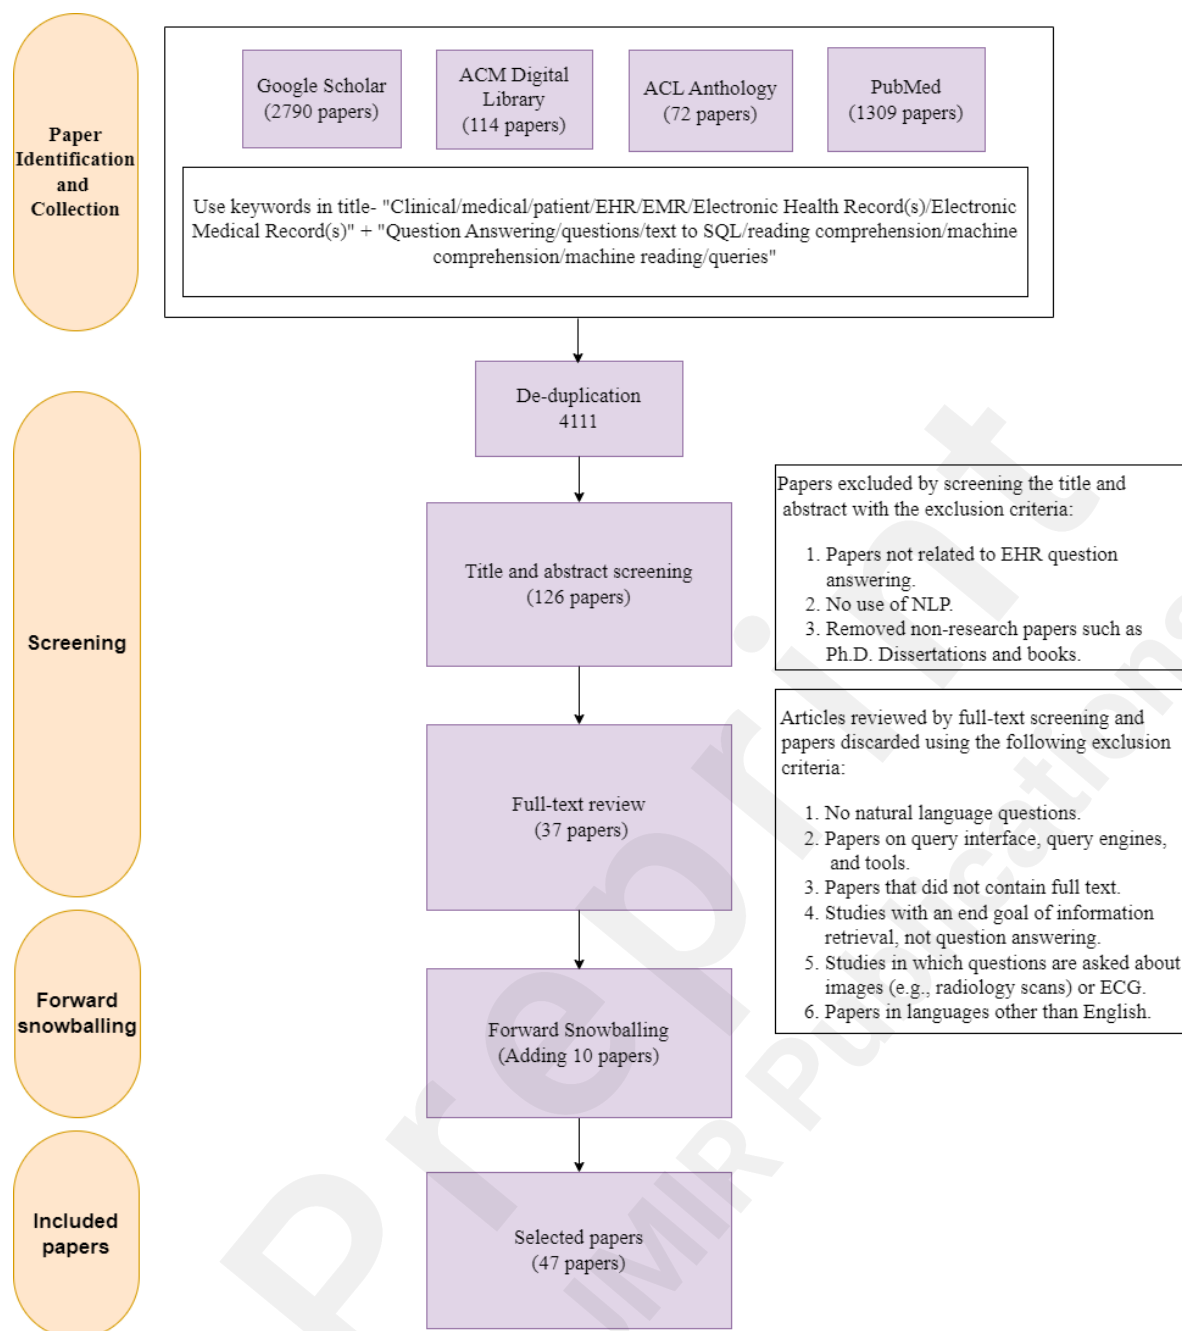 Paper
Identification
and
Collection
Google Scholar
(2790 papers)
ACM Digital
Library
(114 papers)
ACL Anthology
(72 papers)
PubMed
(1309 papers)
Use keywords in title- "Clinical/medical/patient/EHR/EMR/Electronic Health Record(s)/Electronic
Medical Record(s)" + "Question Answering/questions/text to SQL/reading comprehension/machine
comprehension/machine reading/queries"
De-duplication
4111
Screening
Title and abstract screening
(126 papers)
Papers excluded by screening the title and
abstract with the exclusion criteria:
1. Papers not related to EHR question
answering.
2. No use of NLP.
3. Removed non-research papers such as
Ph.D. Dissertations and books.
Full-text review
(37 papers)
Articles reviewed by full-text screening and
papers discarded using the following exclusion
criteria:
1. No natural language questions.
2. Papers on query interface, query engines,
and tools.
3. Papers that did not contain full text.
4. Studies with an end goal of information
retrieval, not question answering.
5. Studies in which questions are asked about
images (e.g., radiology scans) or ECG.
6. Papers in languages other than English.
Forward
snowballing
Forward Snowballing
(Adding 10 papers)
Included
papers
Selected papers
(47 papers)
Preprint
JMIR Publications